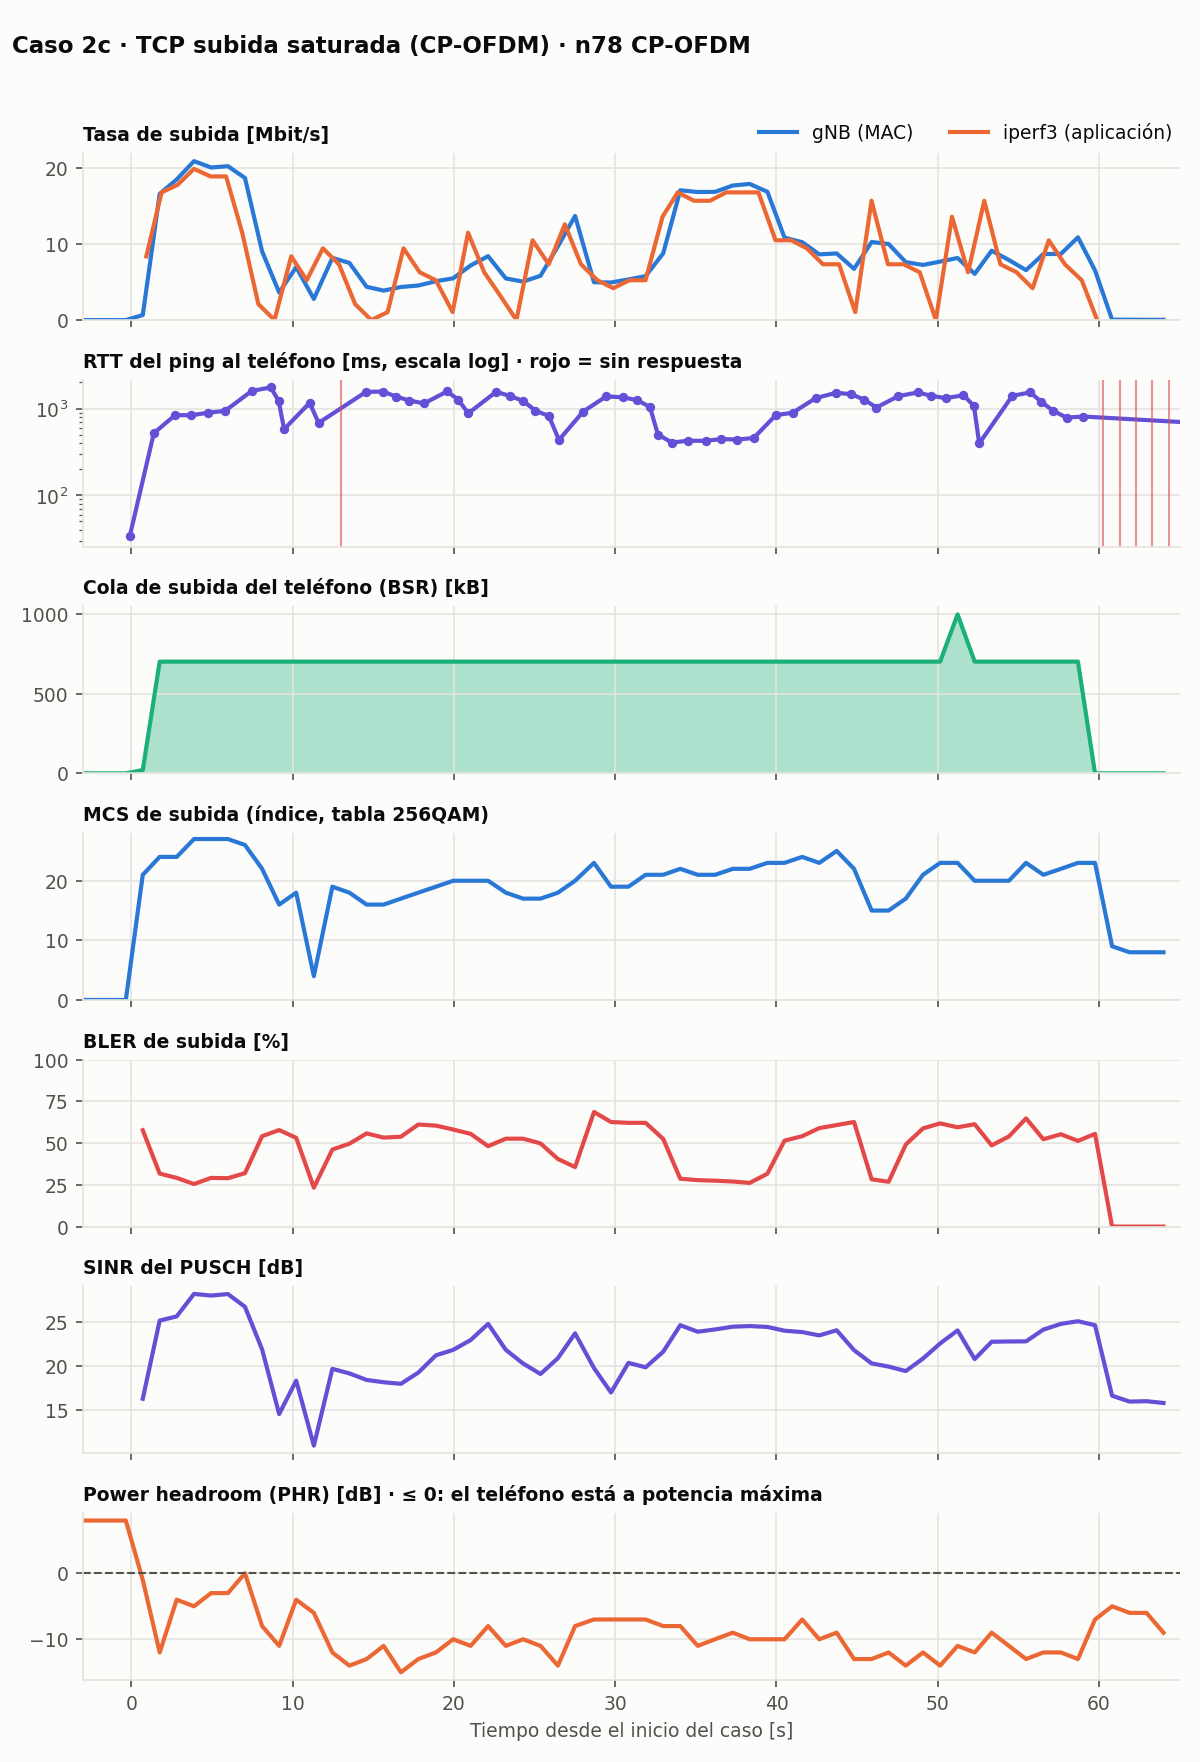 Caso 2c · TCP subida saturada (CP-OFDM) · n78 CP-OFDM
Tasa de subida [Mbit/s]
gNB (MAC)
iperf3 (aplicación)
20
10
0
RTT del ping al teléfono [ms, escala log] · rojo = sin respuesta
10³
10²
Cola de subida del teléfono (BSR) [kB]
1000
500
0
MCS de subida (índice, tabla 256QAM)
20
10
0
BLER de subida [%]
100
75
50
25
0
SINR del PUSCH [dB]
25
20
15
Power headroom (PHR) [dB] · ≤ 0: el teléfono está a potencia máxima
0
−10
0 10 20 30 40 50 60
Tiempo desde el inicio del caso [s]